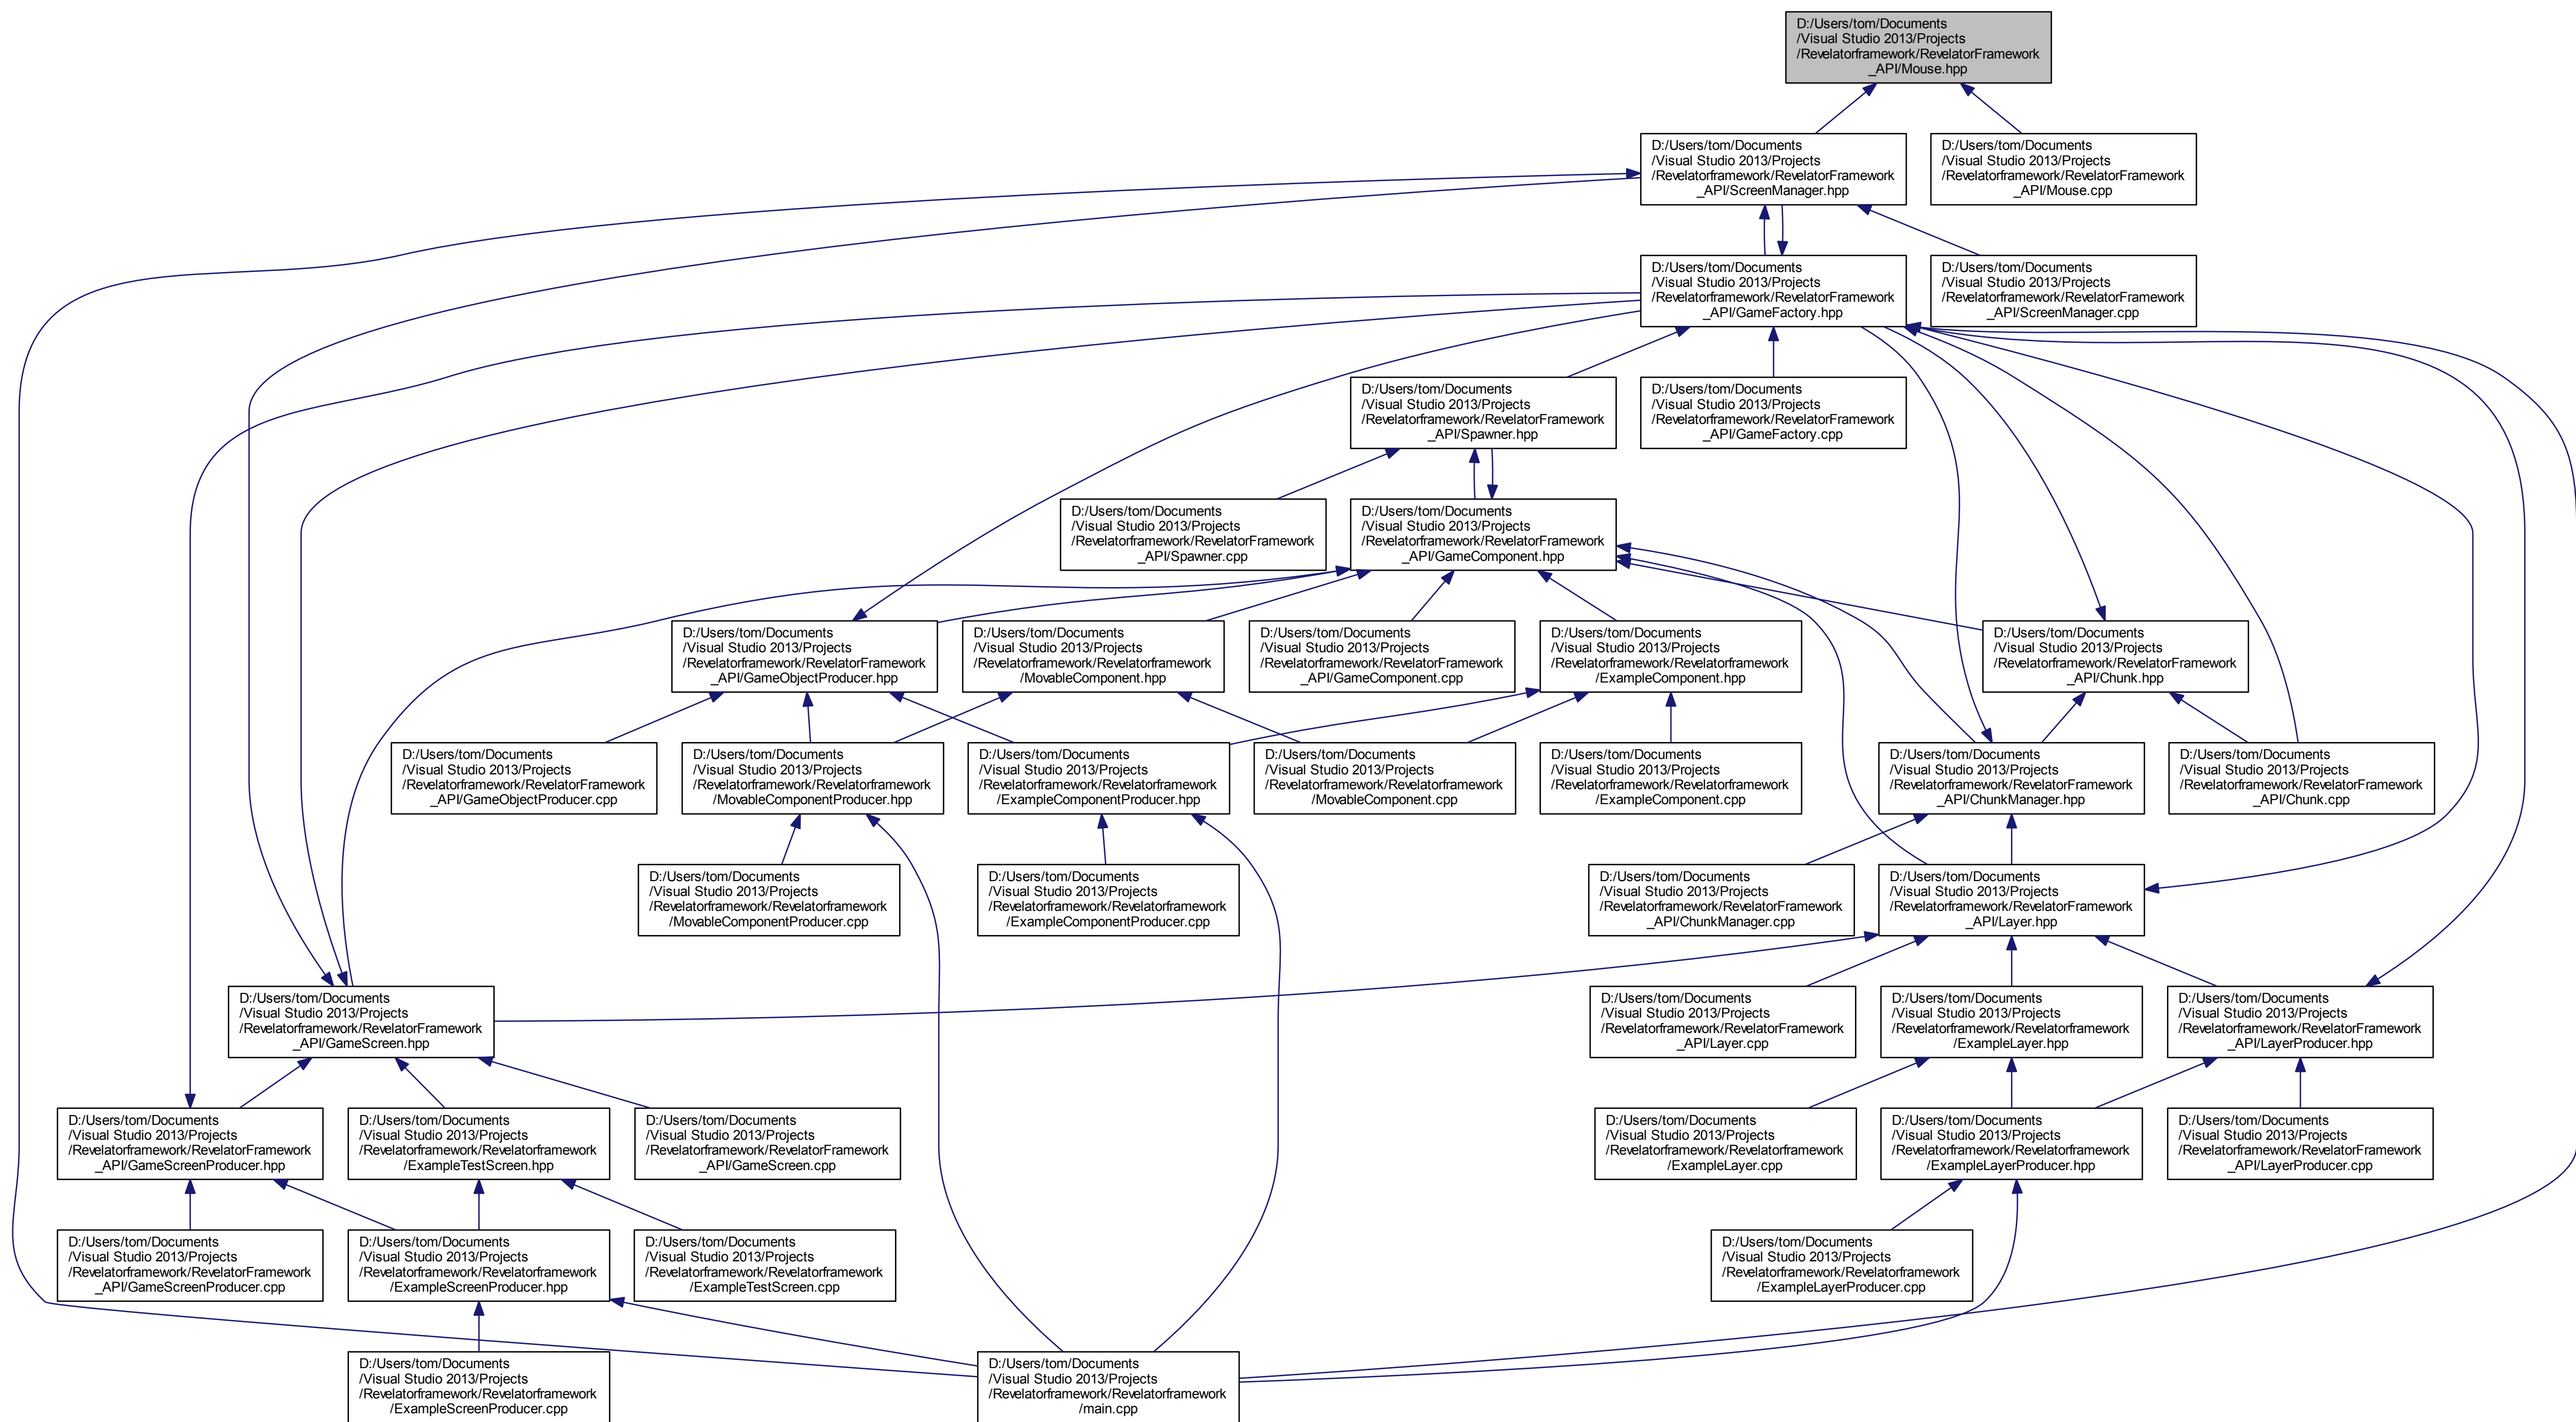 D:/Users/tom/Documents
/Visual Studio 2013/Projects
/Revelatorframework/RevelatorFramework
_API/Mouse.hpp
D:/Users/tom/Documents
/Visual Studio 2013/Projects
/Revelatorframework/RevelatorFramework
_API/ScreenManager.hpp
D:/Users/tom/Documents
/Visual Studio 2013/Projects
/Revelatorframework/RevelatorFramework
_API/Mouse.cpp
D:/Users/tom/Documents
/Visual Studio 2013/Projects
/Revelatorframework/RevelatorFramework
_API/GameFactory.hpp
D:/Users/tom/Documents
/Visual Studio 2013/Projects
/Revelatorframework/RevelatorFramework
_API/ScreenManager.cpp
D:/Users/tom/Documents
/Visual Studio 2013/Projects
/Revelatorframework/RevelatorFramework
_API/Spawner.hpp
D:/Users/tom/Documents
/Visual Studio 2013/Projects
/Revelatorframework/RevelatorFramework
_API/GameFactory.cpp
D:/Users/tom/Documents
/Visual Studio 2013/Projects
/Revelatorframework/RevelatorFramework
_API/Spawner.cpp
D:/Users/tom/Documents
/Visual Studio 2013/Projects
/Revelatorframework/RevelatorFramework
_API/GameComponent.hpp
D:/Users/tom/Documents
/Visual Studio 2013/Projects
/Revelatorframework/RevelatorFramework
_API/GameObjectProducer.hpp
D:/Users/tom/Documents
/Visual Studio 2013/Projects
/Revelatorframework/Revelatorframework
/MovableComponent.hpp
D:/Users/tom/Documents
/Visual Studio 2013/Projects
/Revelatorframework/RevelatorFramework
_API/GameComponent.cpp
D:/Users/tom/Documents
/Visual Studio 2013/Projects
/Revelatorframework/Revelatorframework
/ExampleComponent.hpp
D:/Users/tom/Documents
/Visual Studio 2013/Projects
/Revelatorframework/RevelatorFramework
_API/Chunk.hpp
D:/Users/tom/Documents
/Visual Studio 2013/Projects
/Revelatorframework/RevelatorFramework
_API/GameObjectProducer.cpp
D:/Users/tom/Documents
/Visual Studio 2013/Projects
/Revelatorframework/Revelatorframework
/MovableComponentProducer.hpp
D:/Users/tom/Documents
/Visual Studio 2013/Projects
/Revelatorframework/Revelatorframework
/ExampleComponentProducer.hpp
D:/Users/tom/Documents
/Visual Studio 2013/Projects
/Revelatorframework/Revelatorframework
/MovableComponent.cpp
D:/Users/tom/Documents
/Visual Studio 2013/Projects
/Revelatorframework/Revelatorframework
/ExampleComponent.cpp
D:/Users/tom/Documents
/Visual Studio 2013/Projects
/Revelatorframework/RevelatorFramework
_API/ChunkManager.hpp
D:/Users/tom/Documents
/Visual Studio 2013/Projects
/Revelatorframework/RevelatorFramework
_API/Chunk.cpp
D:/Users/tom/Documents
/Visual Studio 2013/Projects
/Revelatorframework/Revelatorframework
/MovableComponentProducer.cpp
D:/Users/tom/Documents
/Visual Studio 2013/Projects
/Revelatorframework/Revelatorframework
/ExampleComponentProducer.cpp
D:/Users/tom/Documents
/Visual Studio 2013/Projects
/Revelatorframework/RevelatorFramework
_API/ChunkManager.cpp
D:/Users/tom/Documents
/Visual Studio 2013/Projects
/Revelatorframework/RevelatorFramework
_API/Layer.hpp
D:/Users/tom/Documents
/Visual Studio 2013/Projects
/Revelatorframework/RevelatorFramework
_API/GameScreen.hpp
D:/Users/tom/Documents
/Visual Studio 2013/Projects
/Revelatorframework/RevelatorFramework
_API/Layer.cpp
D:/Users/tom/Documents
/Visual Studio 2013/Projects
/Revelatorframework/Revelatorframework
/ExampleLayer.hpp
D:/Users/tom/Documents
/Visual Studio 2013/Projects
/Revelatorframework/RevelatorFramework
_API/LayerProducer.hpp
D:/Users/tom/Documents
/Visual Studio 2013/Projects
/Revelatorframework/RevelatorFramework
_API/GameScreenProducer.hpp
D:/Users/tom/Documents
/Visual Studio 2013/Projects
/Revelatorframework/Revelatorframework
/ExampleTestScreen.hpp
D:/Users/tom/Documents
/Visual Studio 2013/Projects
/Revelatorframework/RevelatorFramework
_API/GameScreen.cpp
D:/Users/tom/Documents
/Visual Studio 2013/Projects
/Revelatorframework/Revelatorframework
/ExampleLayer.cpp
D:/Users/tom/Documents
/Visual Studio 2013/Projects
/Revelatorframework/Revelatorframework
/ExampleLayerProducer.hpp
D:/Users/tom/Documents
/Visual Studio 2013/Projects
/Revelatorframework/RevelatorFramework
_API/LayerProducer.cpp
D:/Users/tom/Documents
/Visual Studio 2013/Projects
/Revelatorframework/RevelatorFramework
_API/GameScreenProducer.cpp
D:/Users/tom/Documents
/Visual Studio 2013/Projects
/Revelatorframework/Revelatorframework
/ExampleScreenProducer.hpp
D:/Users/tom/Documents
/Visual Studio 2013/Projects
/Revelatorframework/Revelatorframework
/ExampleTestScreen.cpp
D:/Users/tom/Documents
/Visual Studio 2013/Projects
/Revelatorframework/Revelatorframework
/ExampleLayerProducer.cpp
D:/Users/tom/Documents
/Visual Studio 2013/Projects
/Revelatorframework/Revelatorframework
/ExampleScreenProducer.cpp
D:/Users/tom/Documents
/Visual Studio 2013/Projects
/Revelatorframework/Revelatorframework
/main.cpp